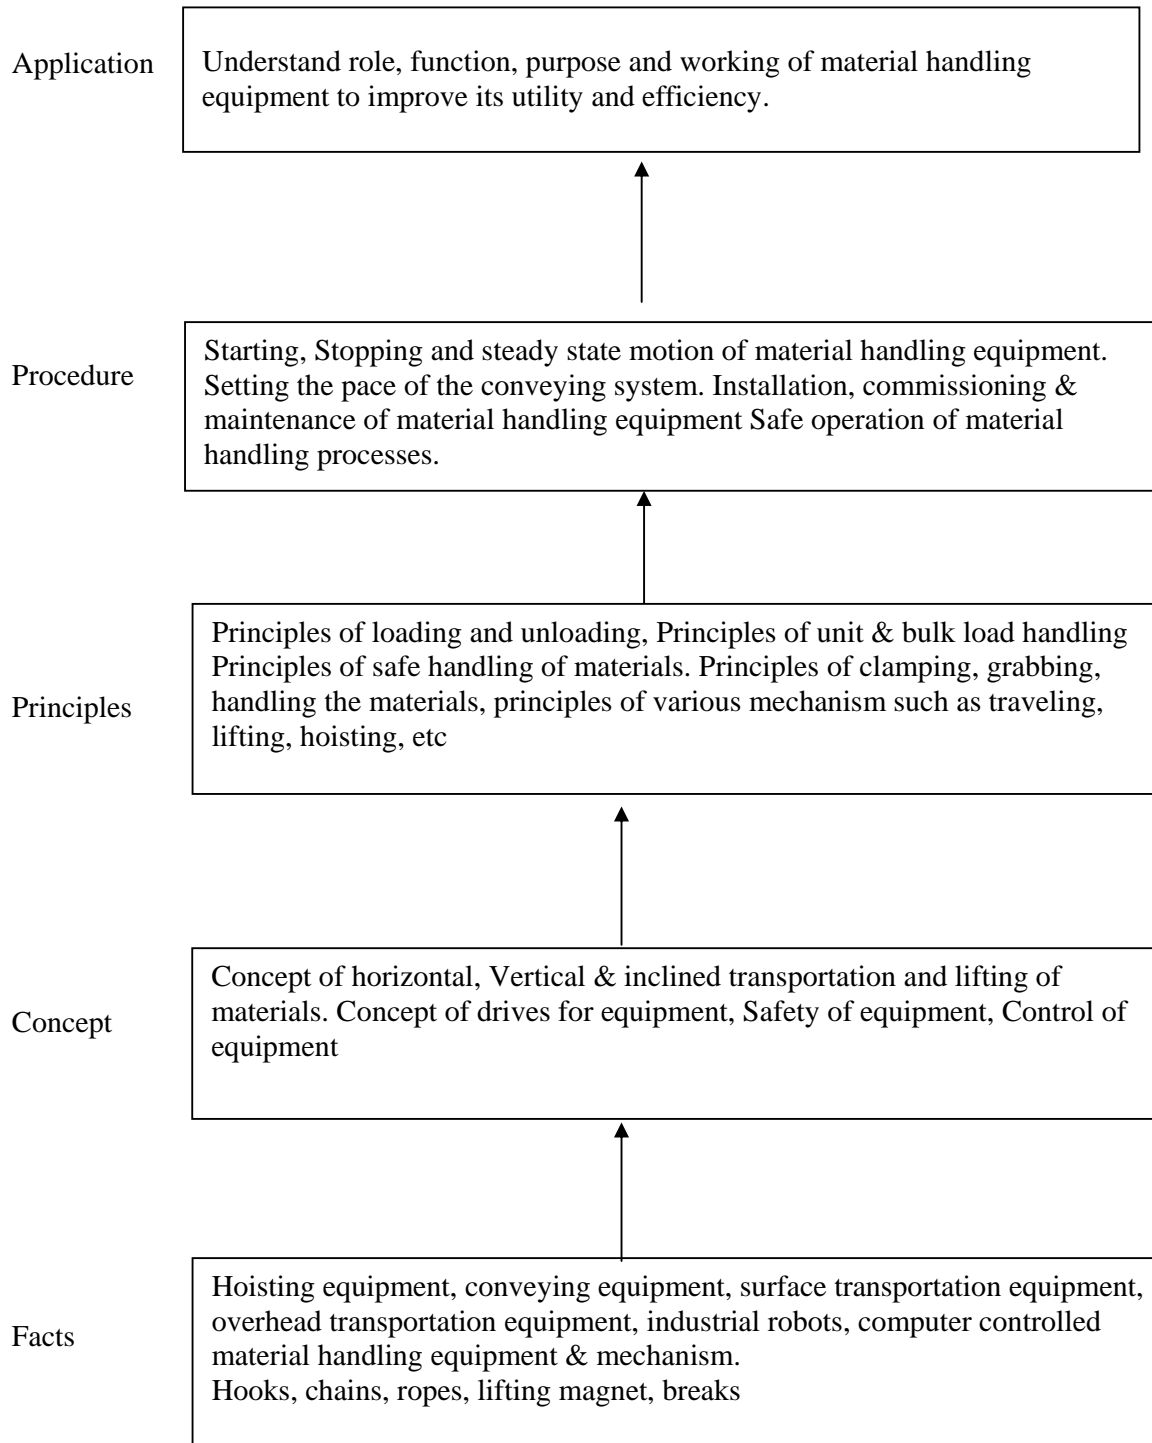 Application
Understand role, function, purpose and working of material handling
equipment to improve its utility and efficiency.
Procedure
Starting, Stopping and steady state motion of material handling equipment.
Setting the pace of the conveying system. Installation, commissioning &
maintenance of material handling equipment Safe operation of material
handling processes.
Principles
Principles of loading and unloading, Principles of unit & bulk load handling
Principles of safe handling of materials. Principles of clamping, grabbing,
handling the materials, principles of various mechanism such as traveling,
lifting, hoisting, etc
Concept
Concept of horizontal, Vertical & inclined transportation and lifting of
materials. Concept of drives for equipment, Safety of equipment, Control of
equipment
Facts
Hoisting equipment, conveying equipment, surface transportation equipment,
overhead transportation equipment, industrial robots, computer controlled
material handling equipment & mechanism.
Hooks, chains, ropes, lifting magnet, breaks